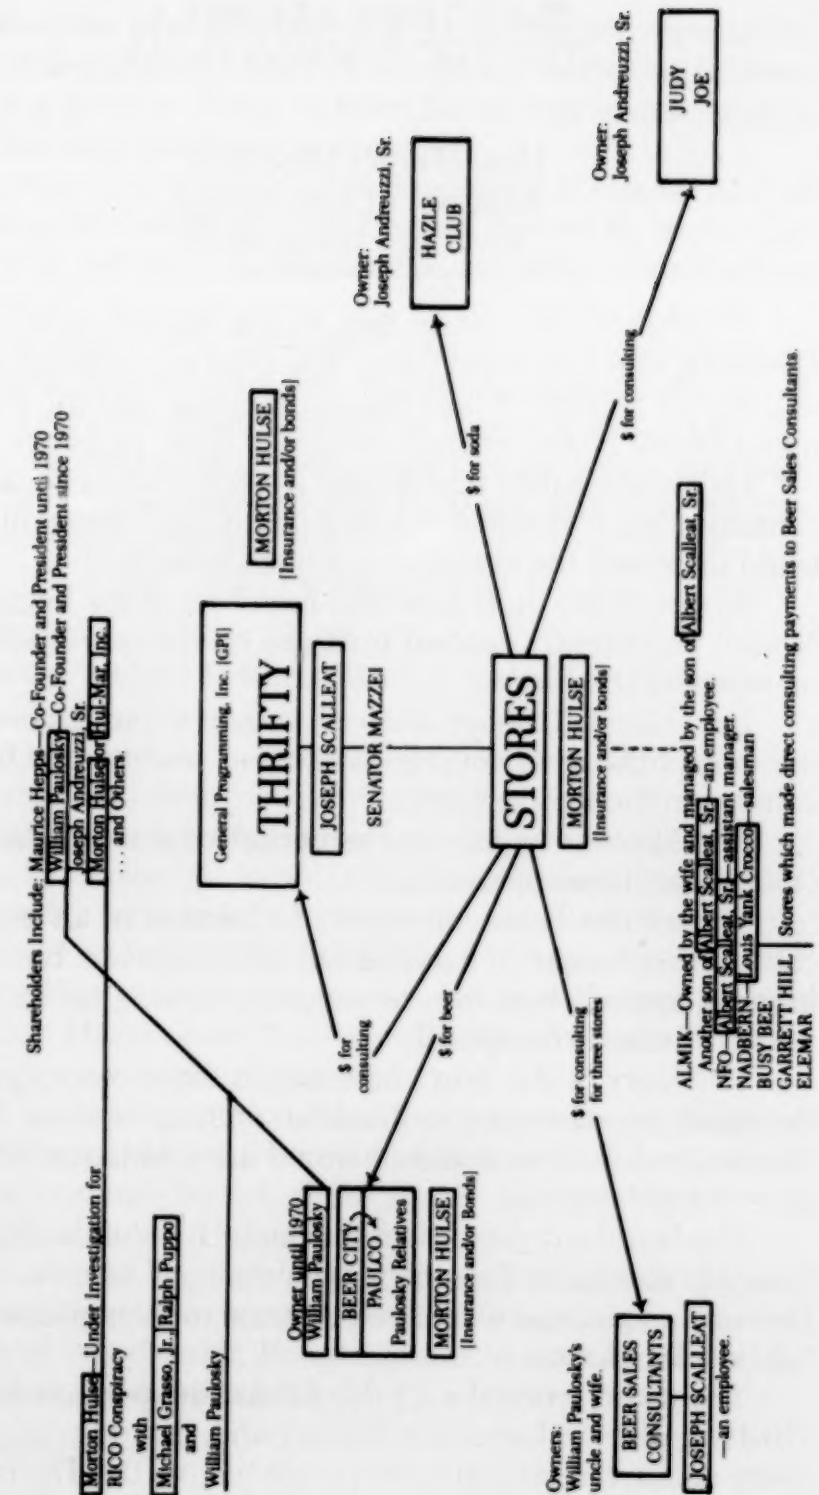 Morton Hulse—Under Investigation for
RICO Conspiracy
with
Michael Grasso, Jr. Ralph Puppo
and
William Paulosky
Shareholders Include: Maurice Hepps—Co-Founder and President until 1970
William Paulosky—Co-Founder and President since 1970
Joseph Andreuzzi, Sr.
Morton Hulse or Hul-Mar, Inc.
. . . and Others
General Programming, Inc. [GPI]
THRIFTY
JOSEPH SCALLEAT
SENATOR MAZZEI
MORTON HULSE
[Insurance and/or bonds]
Owner:
Joseph Andreuzzi, Sr.
HAZLE
CLUB
Owner until 1970
William Paulosky
BEER CITY
PAULCO
Paulosky Relatives
MORTON HULSE
[Insurance and/or Bonds]
$ for
consulting
$ for beer
$ for soda
STORES
MORTON HULSE
[Insurance and/or bonds]
$ for consulting
Owner:
Joseph Andreuzzi, Sr.
JUDY
JOE
$ for consulting
for three stores
Owners:
William Paulosky's
uncle and wife.
BEER SALES
CONSULTANTS
JOSEPH SCALLEAT
—an employee.
ALMIK—Owned by the wife and managed by the son of Albert Scalleat, Sr.
Another son of Albert Scalleat, Sr.—an employee.
NFO—Albert Scalleat, Sr.—assistant manager.
NADBERN—Louis Yank Crocco—salesman
BUSY BEE
GARRETT HILL
ELEMAR
Stores which made direct consulting payments to Beer Sales Consultants.